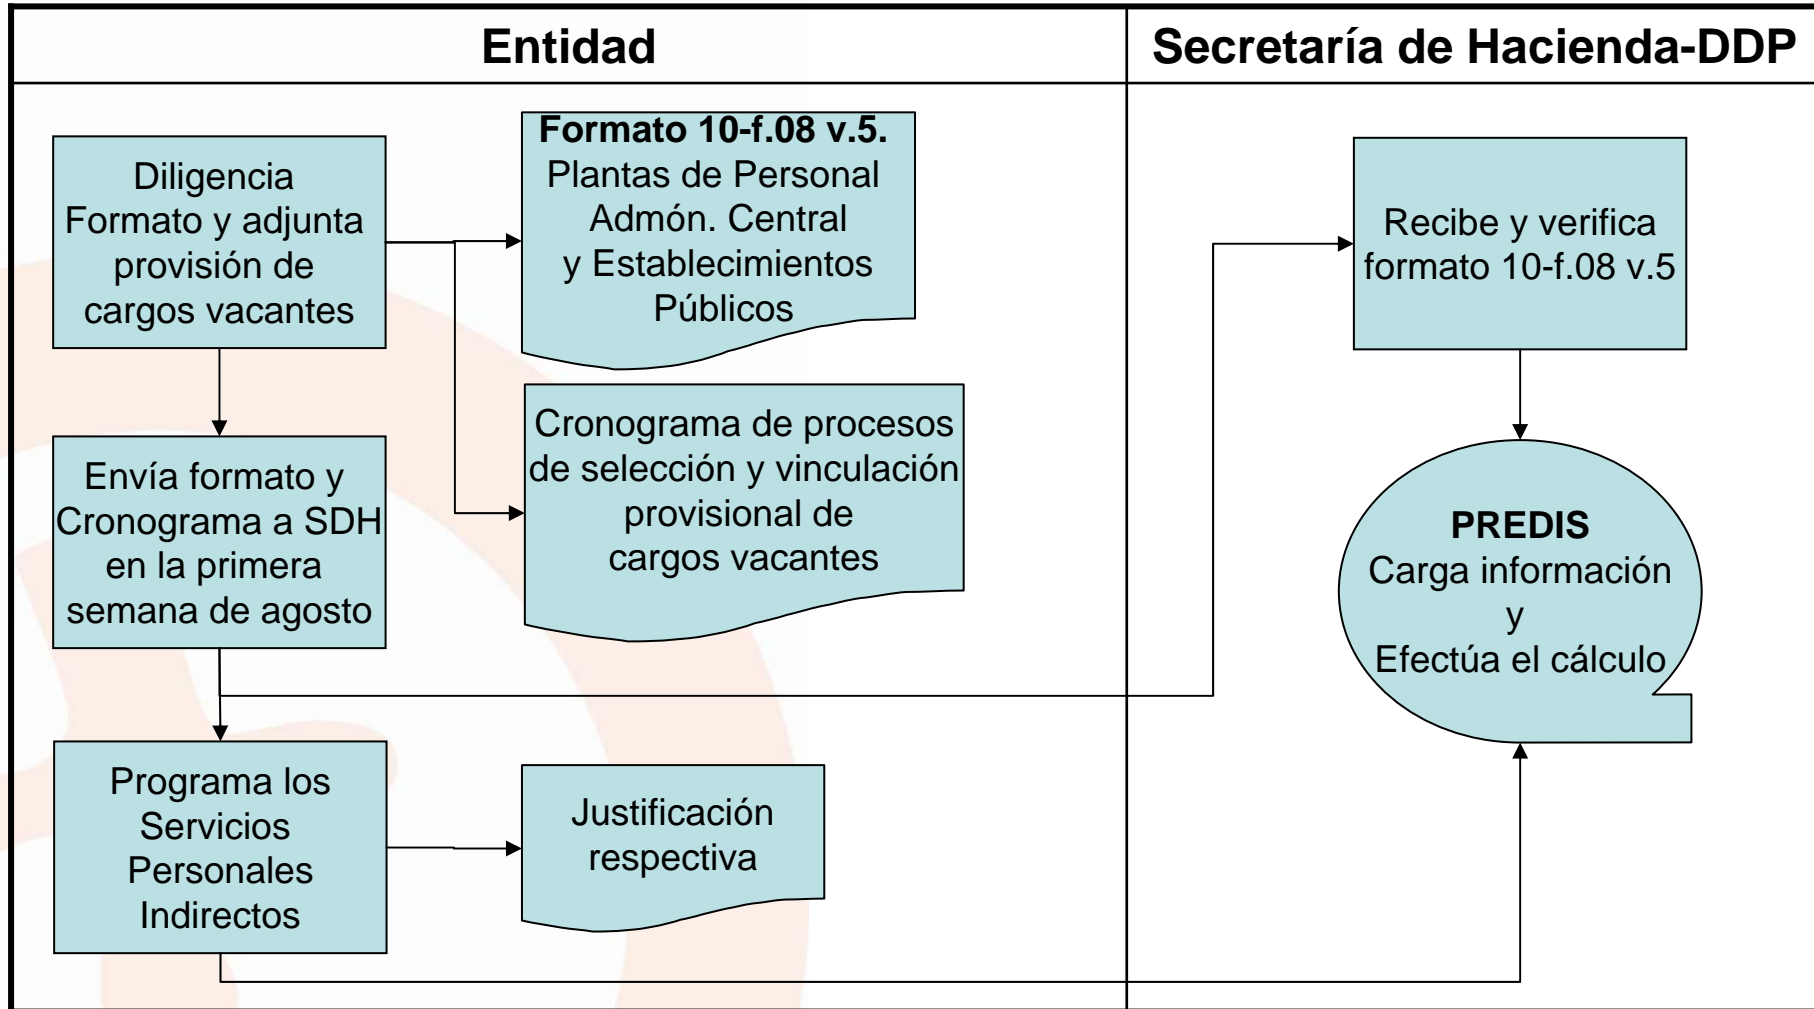 Entidad
Secretaría de Hacienda-DDP
Diligencia
Formato y adjunta
provisión de
cargos vacantes
Formato 10-f.08 v.5.
Plantas de Personal
Admón. Central
y Establecimientos
Públicos
Cronograma de procesos
de selección y vinculación
provisional de
cargos vacantes
Envía formato y
Cronograma a SDH
en la primera
semana de agosto
Programa los
Servicios
Personales
Indirectos
Justificación
respectiva
Recibe y verifica
formato 10-f.08 v.5
PREDIS
Carga información
y
Efectúa el cálculo